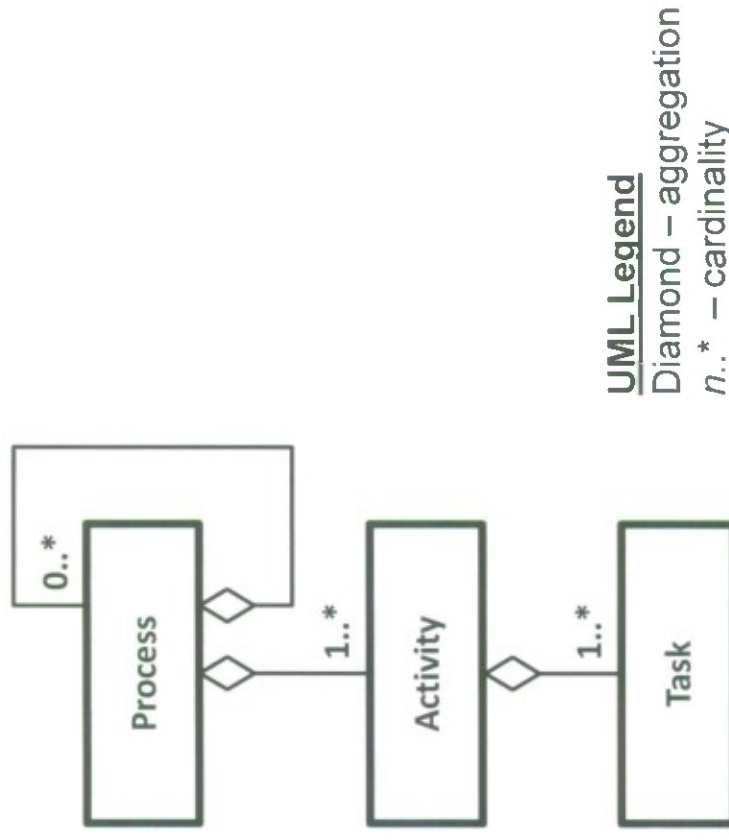 0..*
Process
1..*
Activity
1..*
Task
UML Legend
Diamond – aggregation
n..* – cardinality